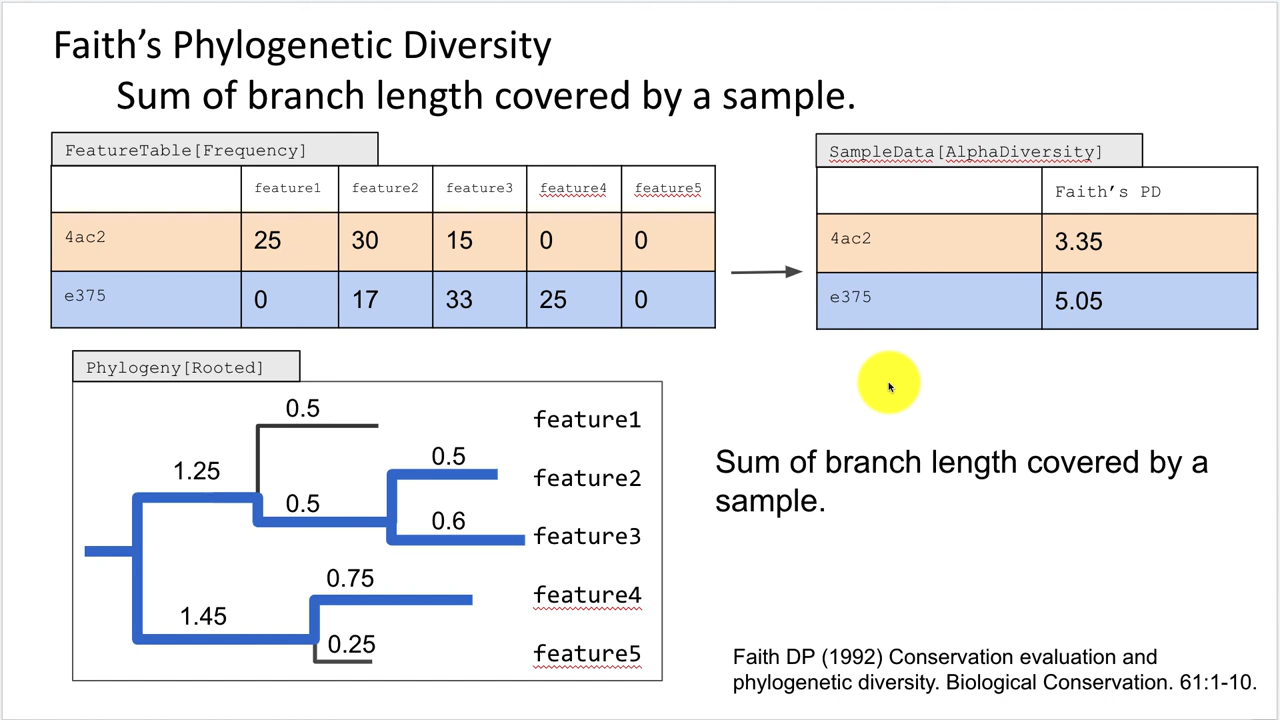 Faith's Phylogenetic Diversity
Sum of branch length covered by a sample.
FeatureTable[Frequency]
feature1 feature2 feature3 feature4 feature5
4ac2 25 30 15 0 0
e375 0 17 33 25 0
SampleData[AlphaDiversity]
Faith's PD
4ac2 3.35
e375 5.05
Phylogeny[Rooted]
0.5 feature1
1.25 0.5 feature2
0.5 0.6 feature3
0.75 feature4
1.45 0.25 feature5
Sum of branch length covered by a
sample.
Faith DP (1992) Conservation evaluation and
phylogenetic diversity. Biological Conservation. 61:1-10.